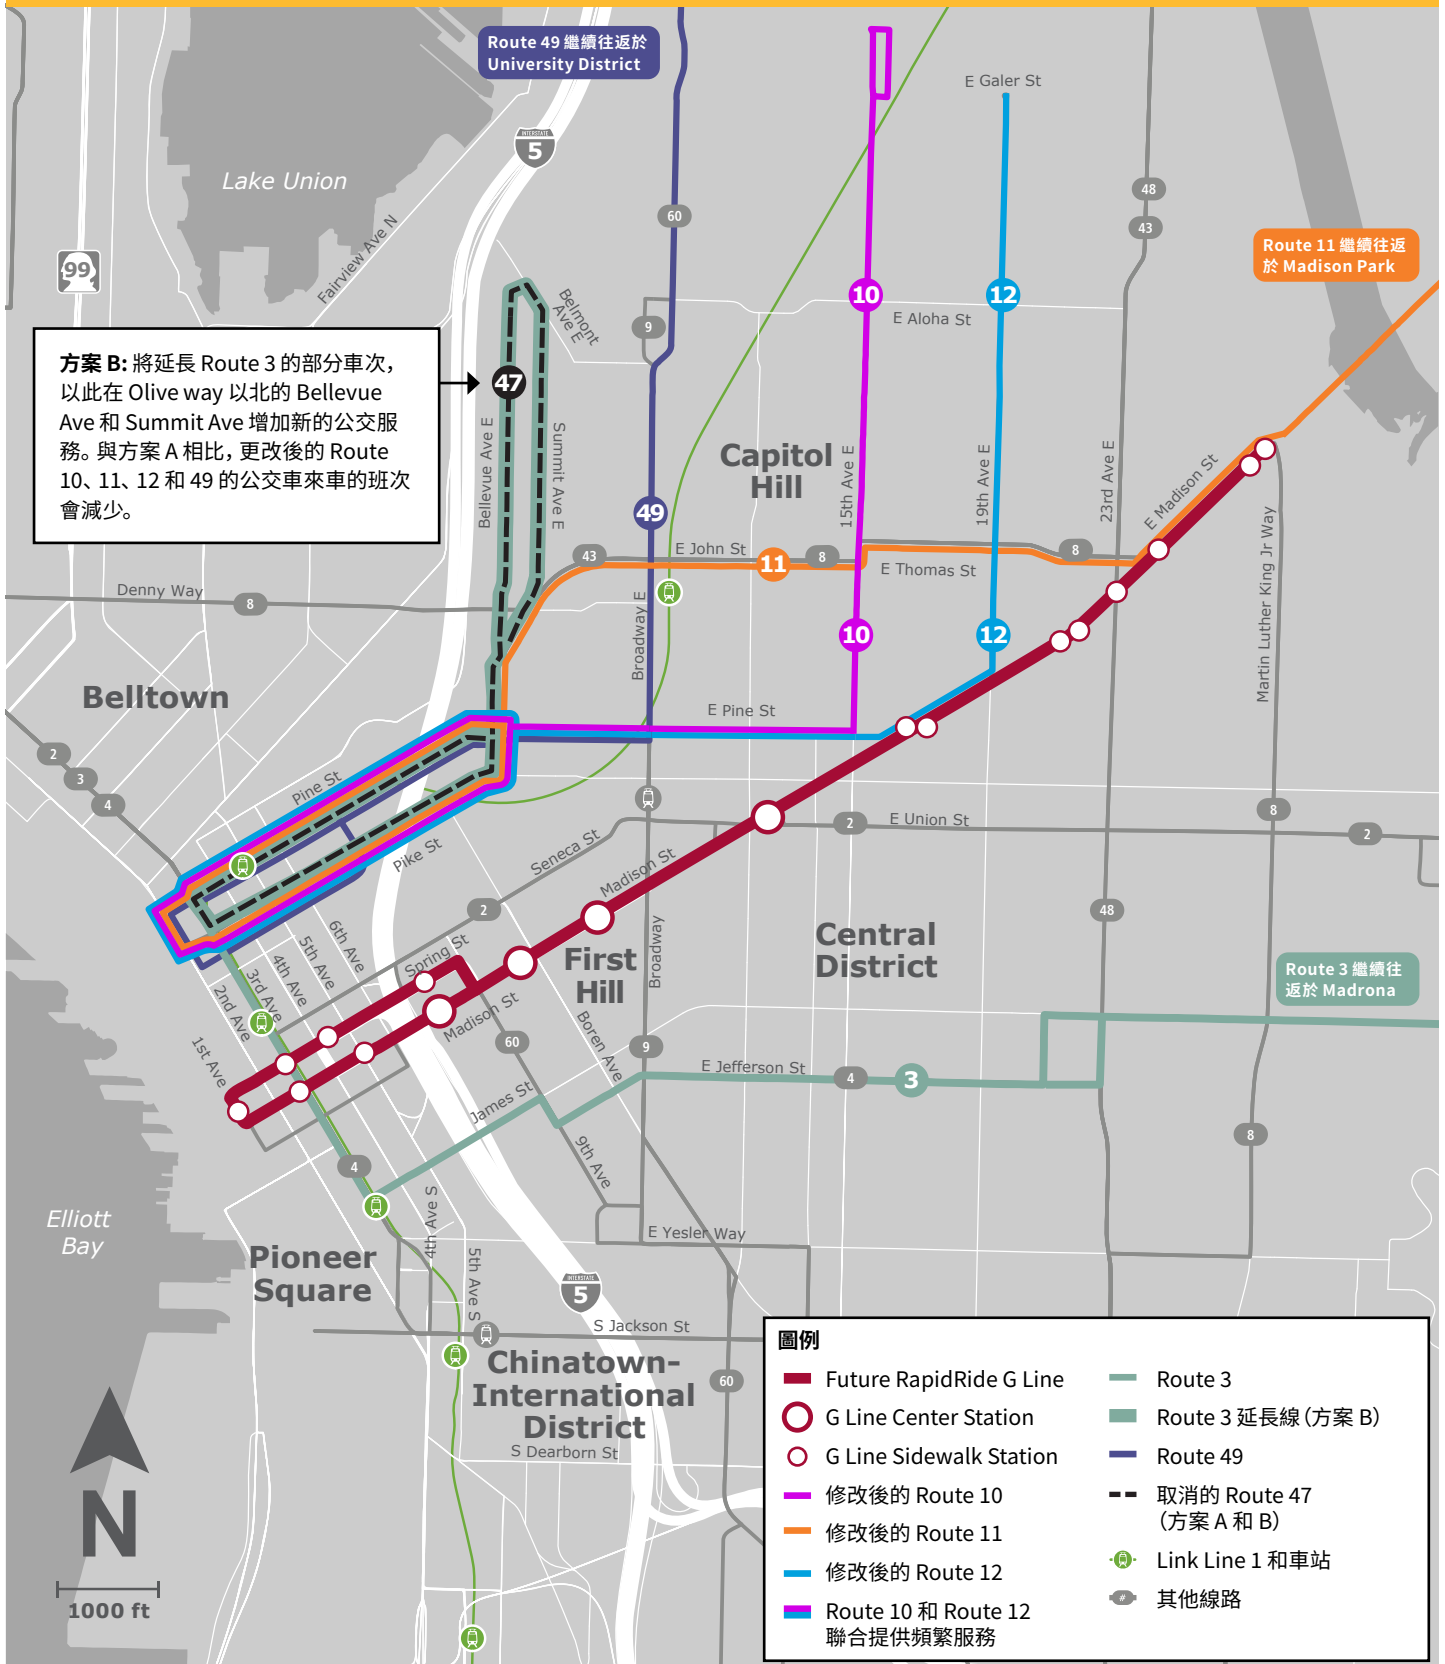 Route 49 繼續往返於
University District
E Galer St
INTERSTATE
5
Lake Union
48
60
43
Fairview Ave N
99
Route 11 繼續往返
於 Madison Park
10
12
Belmont
Ave E
9
E Aloha St
方案 B: 將延長 Route 3 的部分車次，
以此在 Olive way 以北的 Bellevue
Ave 和 Summit Ave 增加新的公交服
務。與方案 A 相比，更改後的 Route
10、11、12 和 49 的公交車來車的班次
會減少。
47
Bellevue Ave E
Summit Ave E
Capitol
Hill
15th Ave E
19th Ave E
23rd Ave E
E Madison St
49
Martin Luther King Jr Way
43
E John St
8
8
11
E Thomas St
Denny Way
8
Broadway E
10
12
Belltown
E Pine St
2
3
4
Pine St
8
E Union St
2
2
Pike St
Seneca St
Madison St
2
48
Broadway
Central
District
First
Hill
6th Ave
5th Ave
4th Ave
3rd Ave
2nd Ave
1st Ave
Spring St
Madison St
Route 3 繼續往
返於 Madrona
60
Boren Ave
9
E Jefferson St
4
3
James St
9th Ave
8
4
Elliott
Bay
4th Ave S
E Yesler Way
Pioneer
Square
5th Ave S
INTERSTATE
5
S Jackson St
Chinatown-
International
District
60
S Dearborn St
N
1000 ft
圖例
Future RapidRide G Line
G Line Center Station
G Line Sidewalk Station
修改後的 Route 10
修改後的 Route 11
修改後的 Route 12
Route 10 和 Route 12
聯合提供頻繁服務
Route 3
Route 3 延長線（方案 B）
Route 49
取消的 Route 47
（方案 A 和 B）
Link Line 1 和車站
#
其他線路